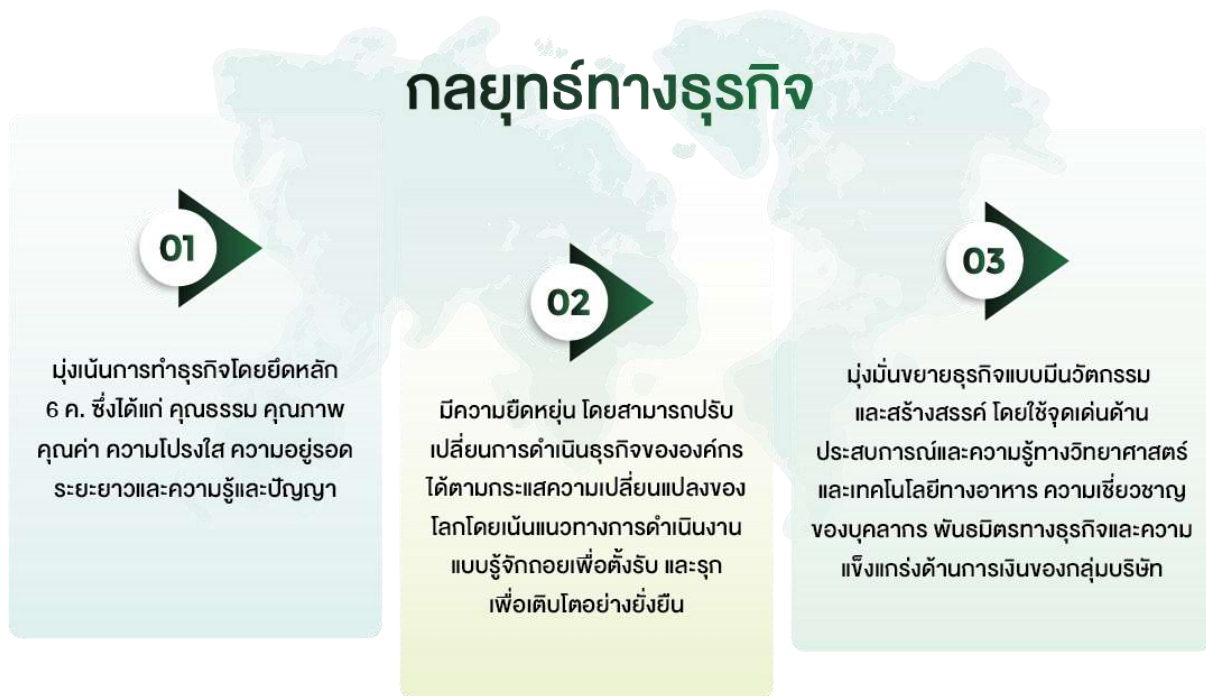 กลยุทธ์ทางธุรกิจ
01
มุ่งเน้นการทำธุรกิจโดยยึดหลัก
6 ค. ซึ่งได้แก่ คุณธรรม คุณภาพ
คุณค่า ความโปร่งใส ความอยู่รอด
ระยะยาวและความรู้และปัญญา
02
มีความยืดหยุ่น โดยสามารถปรับ
เปลี่ยนการดำเนินธุรกิจขององค์กร
ได้ตามกระแสความเปลี่ยนแปลงของ
โลกโดยเน้นแนวทางการดำเนินงาน
แบบรู้จักถอยเพื่อตั้งรับ และรุก
เพื่อเติบโตอย่างยั่งยืน
03
มุ่งมั่นขยายธุรกิจแบบมีนวัตกรรม
และสร้างสรรค์ โดยใช้จุดเด่นด้าน
ประสบการณ์และความรู้ทางวิทยาศาสตร์
และเทคโนโลยีทางอาหาร ความเชี่ยวชาญ
ของบุคลากร พันธมิตรทางธุรกิจและความ
แข็งแกร่งด้านการเงินของกลุ่มบริษัท